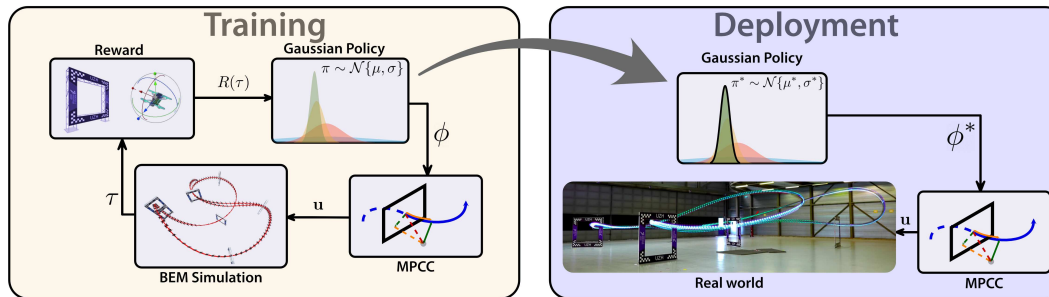 Training
Reward
Gaussian Policy
R(τ)
π ∼ 𝒩{μ, σ}
ϕ
τ
u
BEM Simulation
MPCC
Deployment
Gaussian Policy
π* ∼ 𝒩{μ*, σ*}
ϕ*
u
Real world
MPCC